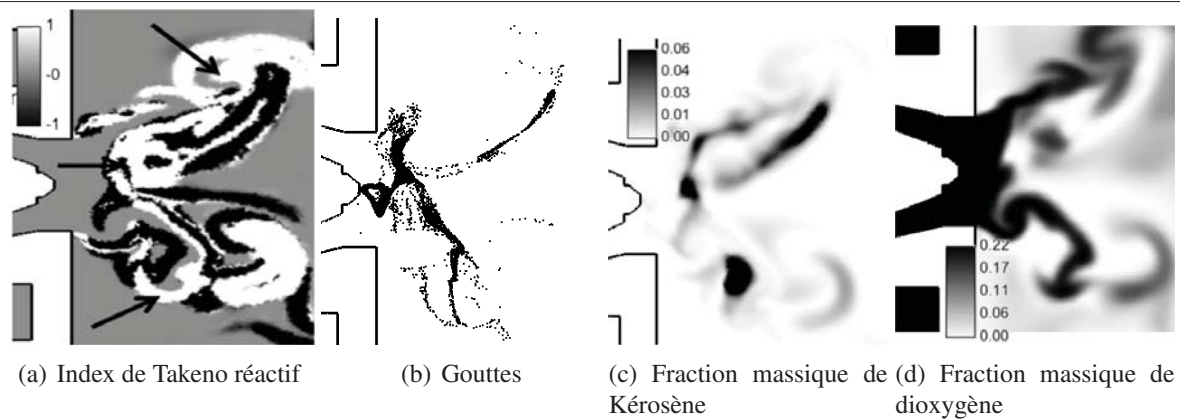 1
-0
-1
0.06
0.04
0.03
0.01
0.00
0.22
0.17
0.11
0.06
0.00
(a) Index de Takeno réactif
(b) Gouttes
(c) Fraction massique de
Kérosène
(d) Fraction massique de
dioxygène